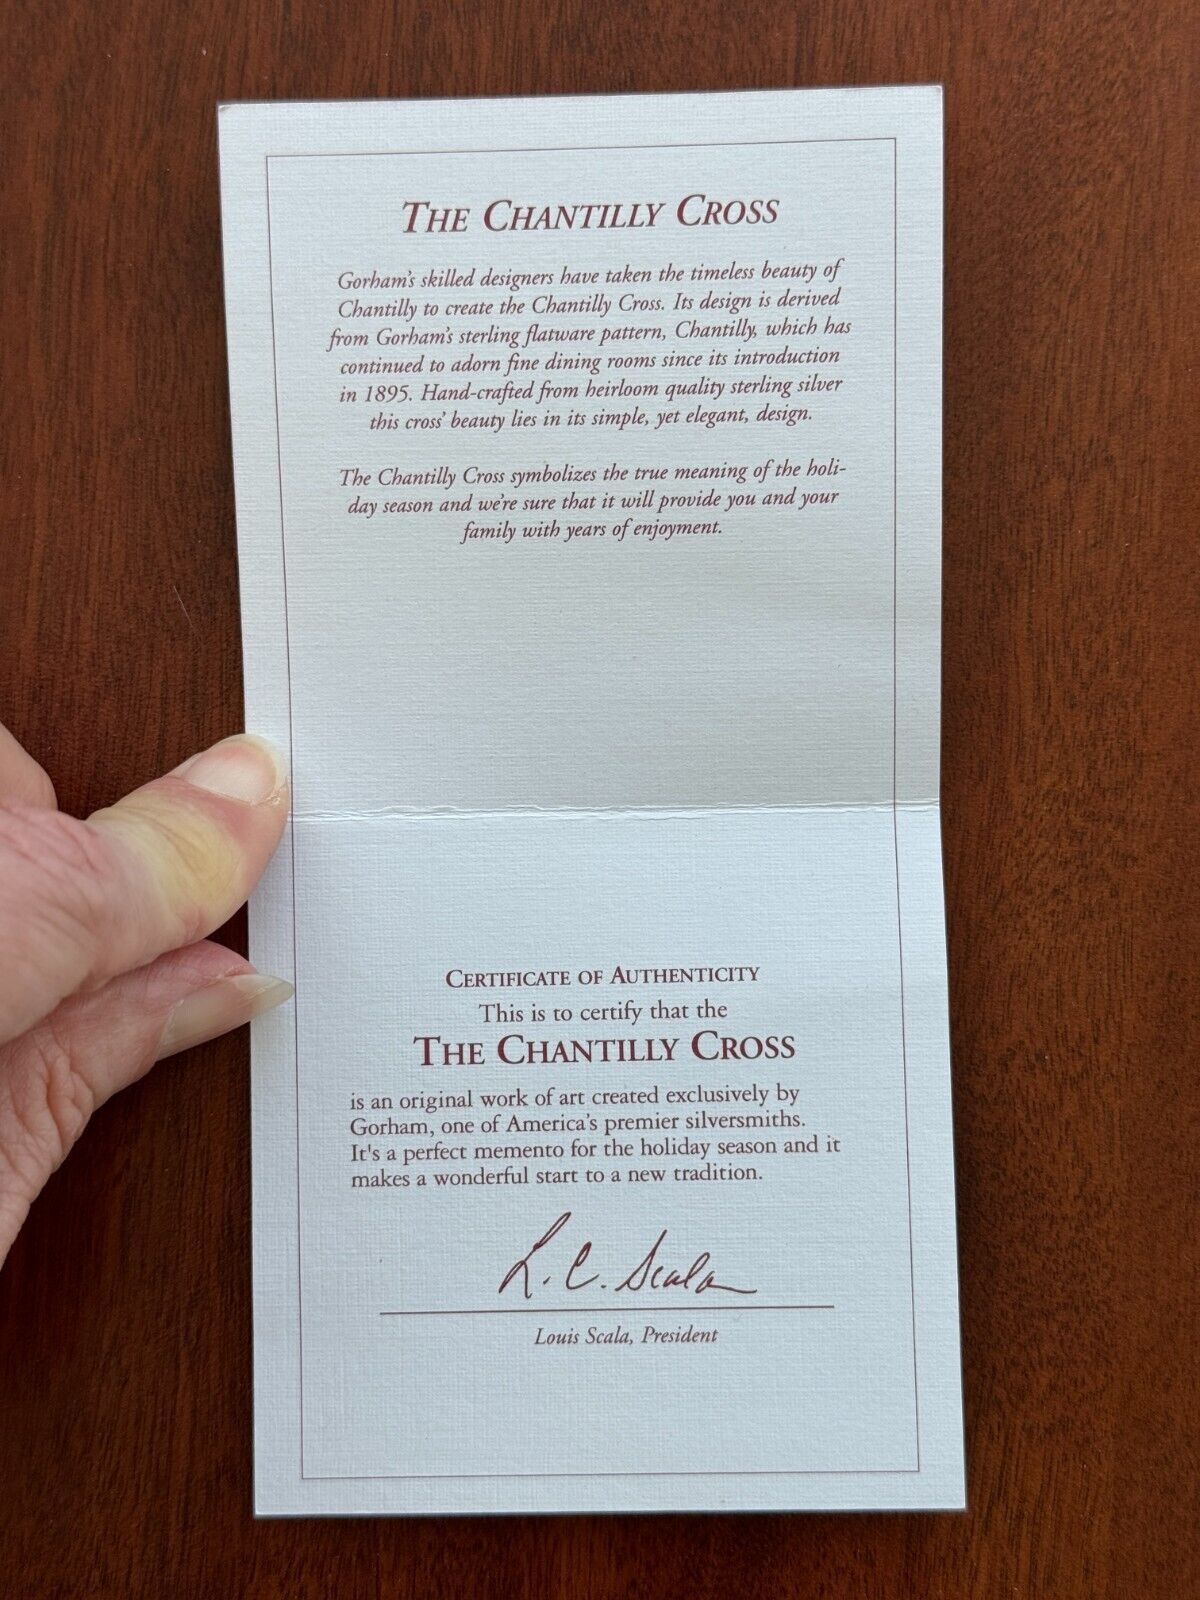 THE CHANTILLY CROSS
Gorham's skilled designers have taken the timeless beauty of
Chantilly to create the Chantilly Cross. Its design is derived
from Gorham's sterling flatware pattern, Chantilly, which has
continued to adorn fine dining rooms since its introduction
in 1895. Hand-crafted from heirloom quality sterling silver
this cross' beauty lies in its simple, yet elegant, design.
The Chantilly Cross symbolizes the true meaning of the holi-
day season and we're sure that it will provide you and your
family with years of enjoyment.
CERTIFICATE OF AUTHENTICITY
This is to certify that the
THE CHANTILLY CROSS
is an original work of art created exclusively by
Gorham, one of America's premier silversmiths.
It's a perfect memento for the holiday season and it
makes a wonderful start to a new tradition.
L. C. Scala
Louis Scala, President